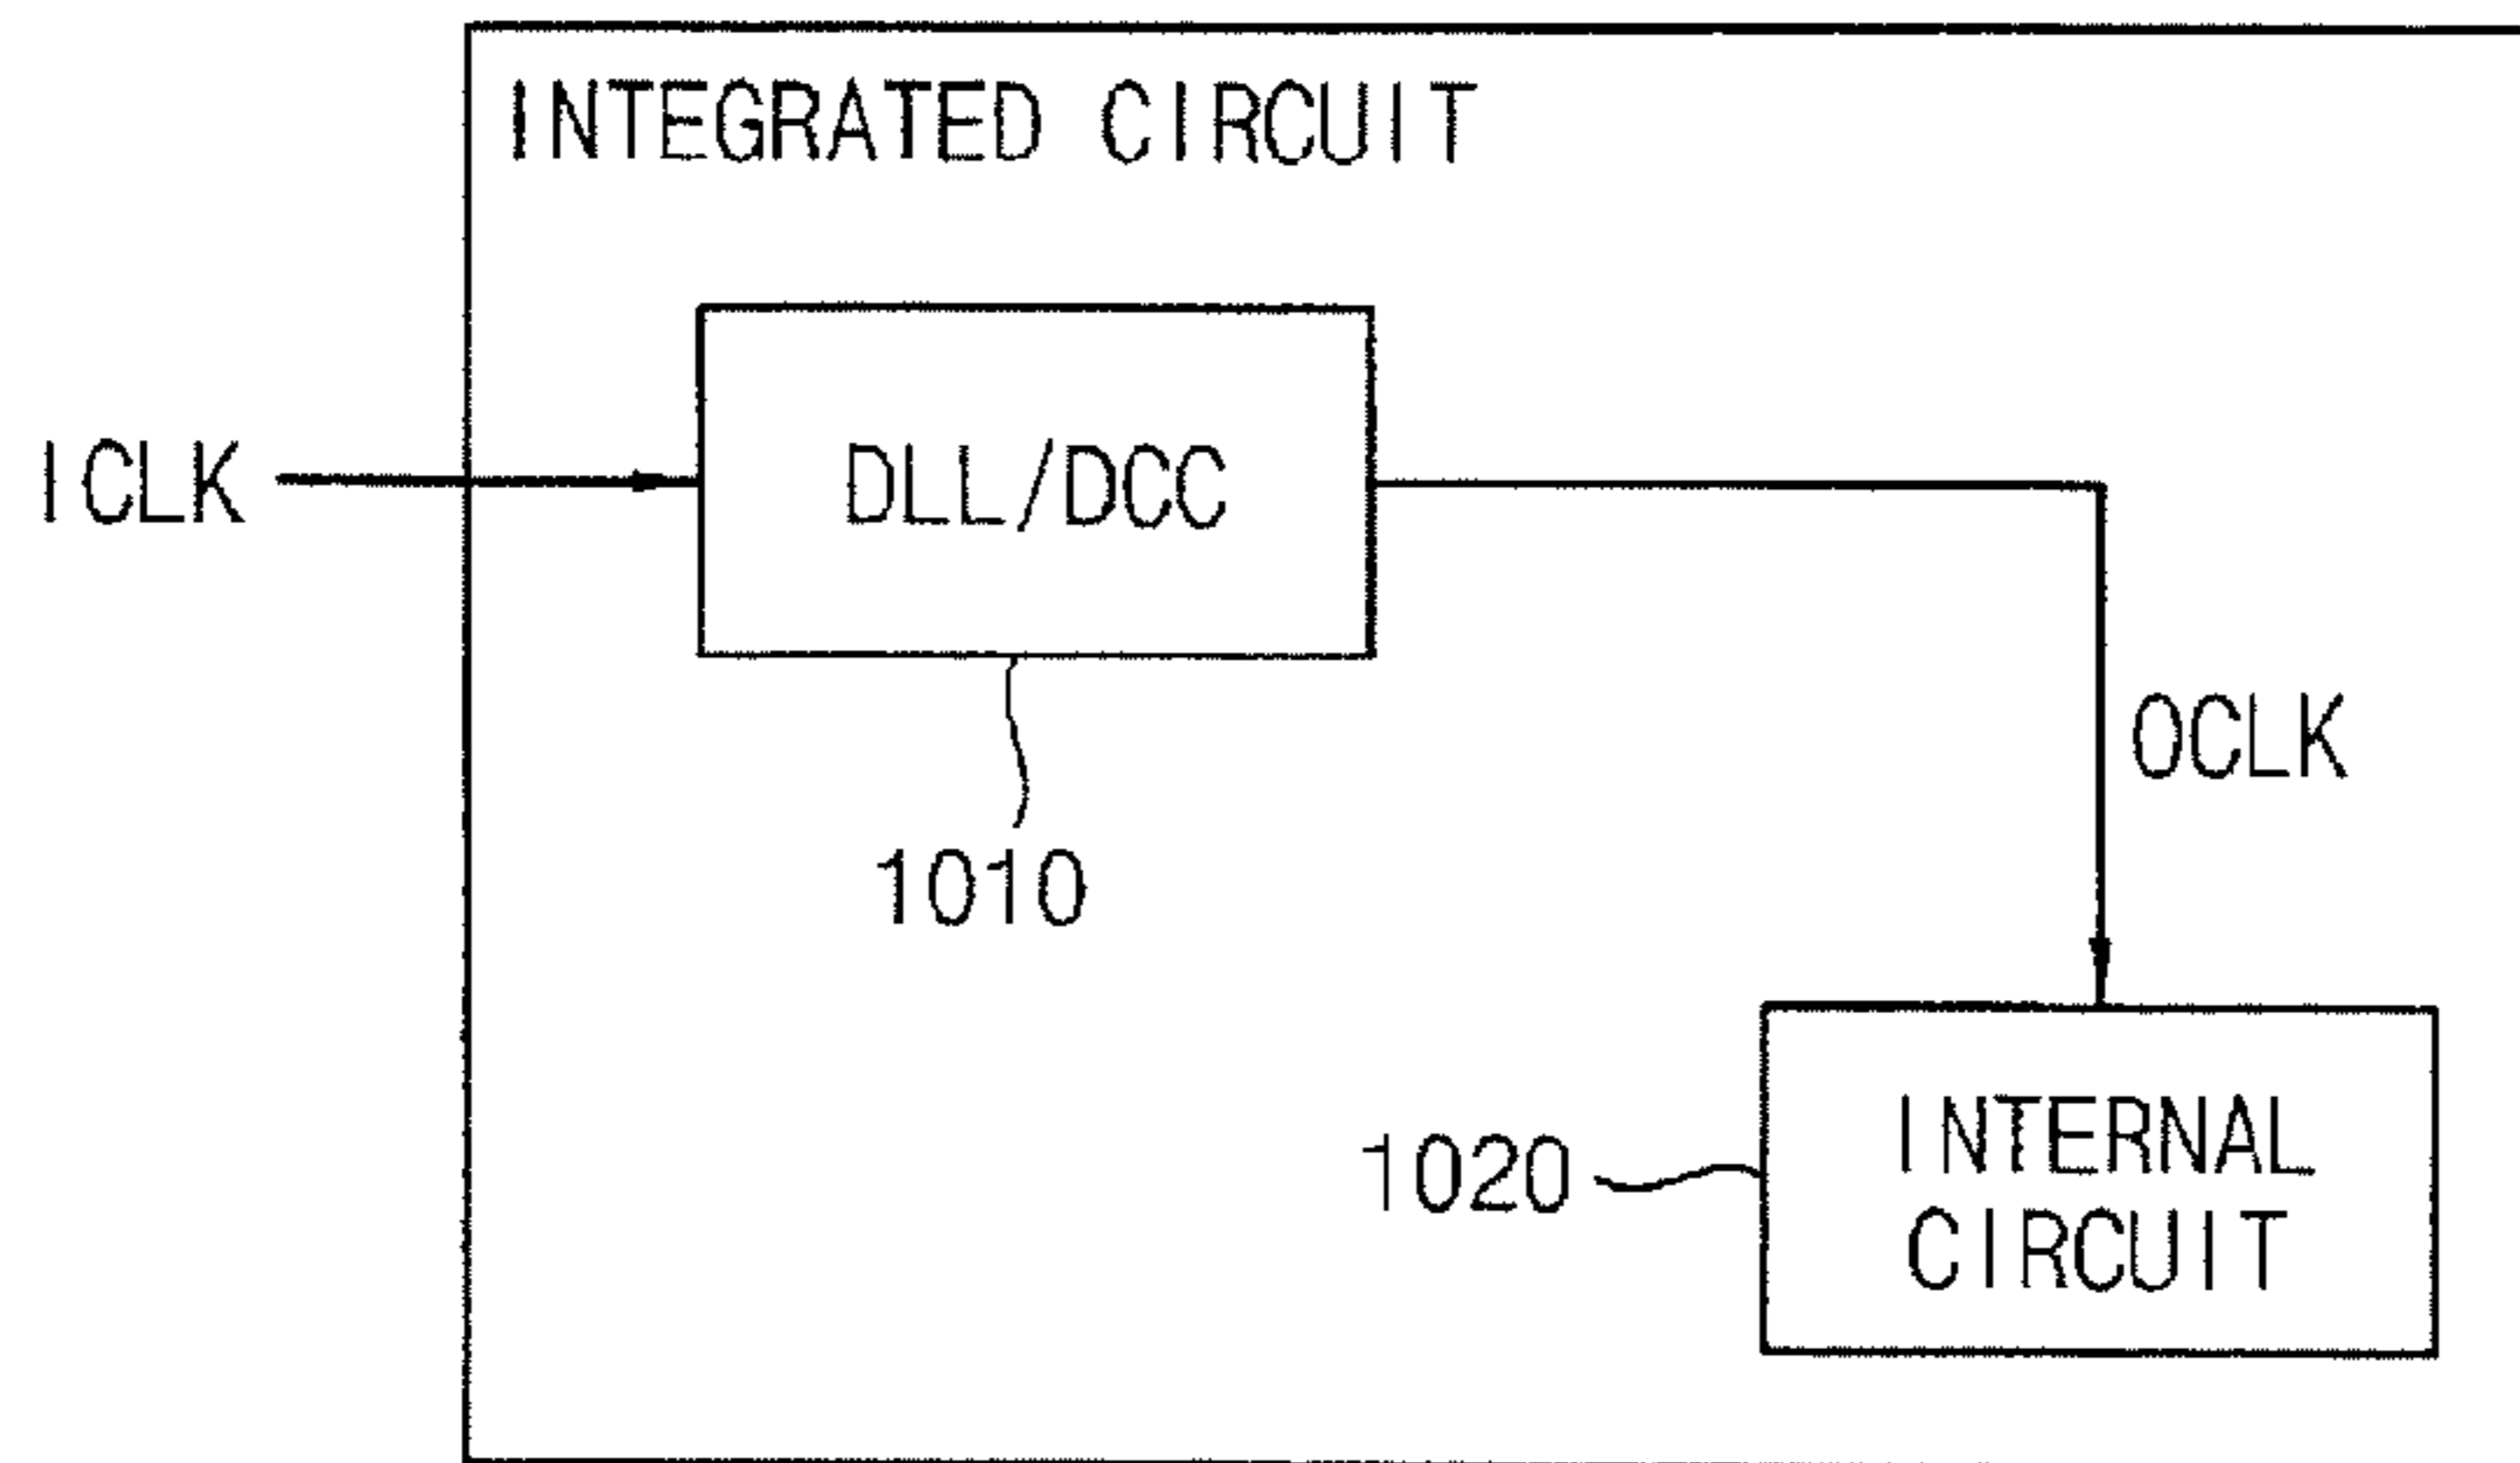 INTEGRATED CIRCUIT
ICLK
DLL/DCC
OCLK
1010
1020
INTERNAL
CIRCUIT